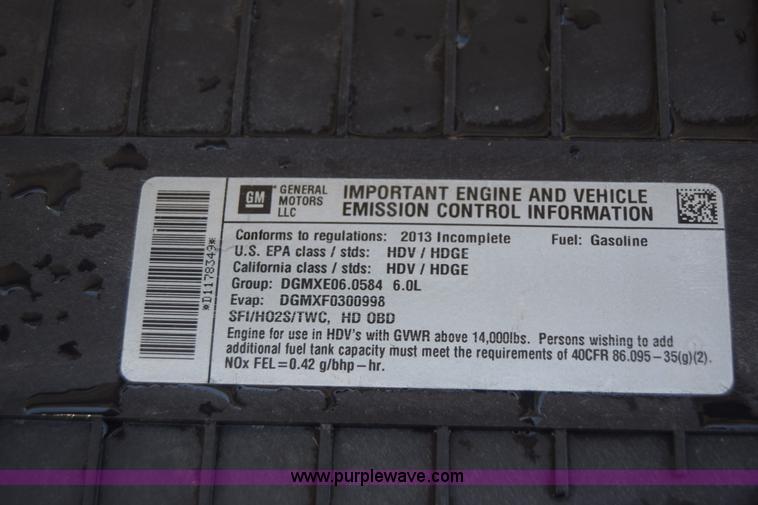 GM GENERAL MOTORS LLC
IMPORTANT ENGINE AND VEHICLE
EMISSION CONTROL INFORMATION
*D1178349*
Conforms to regulations: 2013 Incomplete Fuel: Gasoline
U.S. EPA class / stds: HDV / HDGE
California class / stds: HDV / HDGE
Group: DGMXE06.0584 6.0L
Evap: DGMXF0300998
SFI/HO2S/TWC, HD OBD
Engine for use in HDV's with GVWR above 14,000lbs. Persons wishing to add
additional fuel tank capacity must meet the requirements of 40CFR 86.095-35(g)(2).
NOx FEL=0.42 g/bhp-hr.
www.purplewave.com